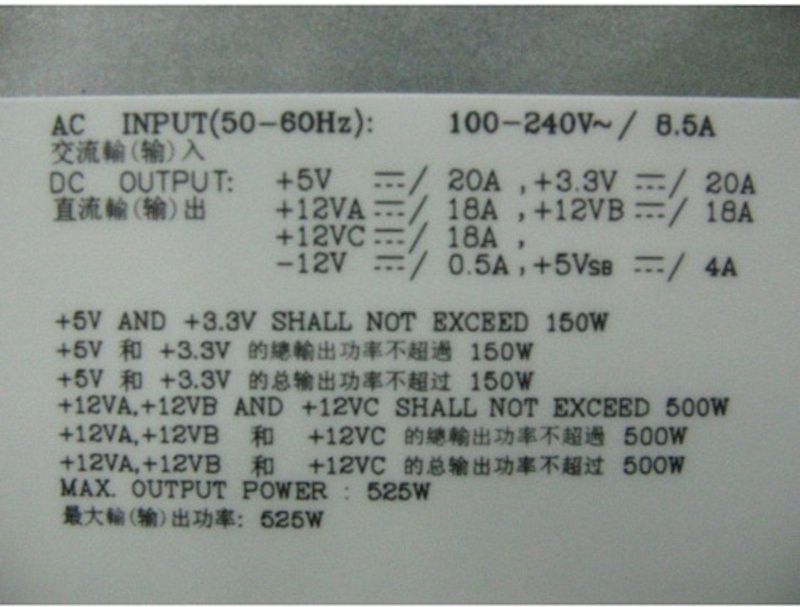 AC INPUT(50-60Hz): 100-240V~/ 8.5A
交流輸(输)入
DC OUTPUT: +5V ⎓/ 20A ,+3.3V ⎓/ 20A
直流輸(输)出 +12VA ⎓/ 18A ,+12VB ⎓/ 18A
+12VC ⎓/ 18A ,
-12V ⎓/ 0.5A ,+5VSB ⎓/ 4A
+5V AND +3.3V SHALL NOT EXCEED 150W
+5V 和 +3.3V 的總輸出功率不超過 150W
+5V 和 +3.3V 的总输出功率不超过 150W
+12VA,+12VB AND +12VC SHALL NOT EXCEED 500W
+12VA,+12VB 和 +12VC 的總輸出功率不超過 500W
+12VA,+12VB 和 +12VC 的总输出功率不超过 500W
MAX. OUTPUT POWER : 525W
最大輸(输)出功率: 525W